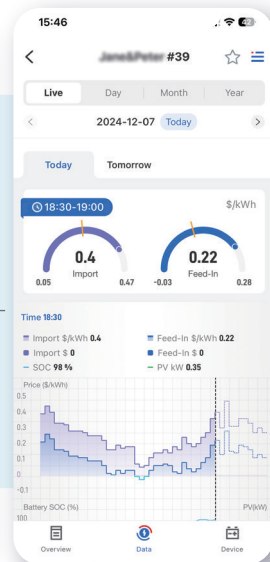 15:46
#39
Live Day Month Year
2024-12-07 Today
Today Tomorrow
18:30-19:00 $/kWh
0.4 0.22
Import Feed-In
0.05 0.47 -0.03 0.28
Time 18:30
Import $/kWh 0.4 Feed-In $/kWh 0.22
Import $ 0 Feed-In $ 0
SOC 98 % PV kW 0.35
Price ($/kWh)
0.5
0.4
0.3
0.2
0.1
0
-0.1
Battery SOC (%) PV(kW)
100
Overview Data Device